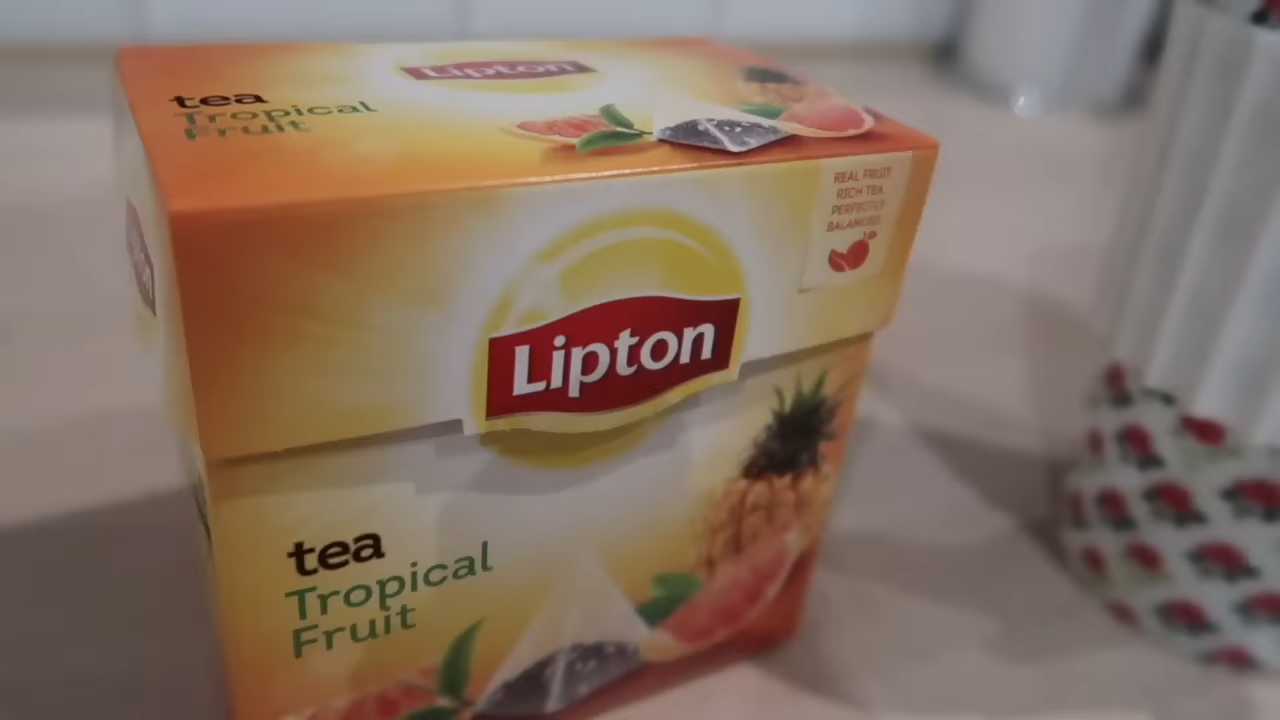 Lipton
tea
Tropical
Fruit
REAL FRUIT
RICH TEA
PERFECTLY
BALANCED
Lipton
tea
Tropical
Fruit